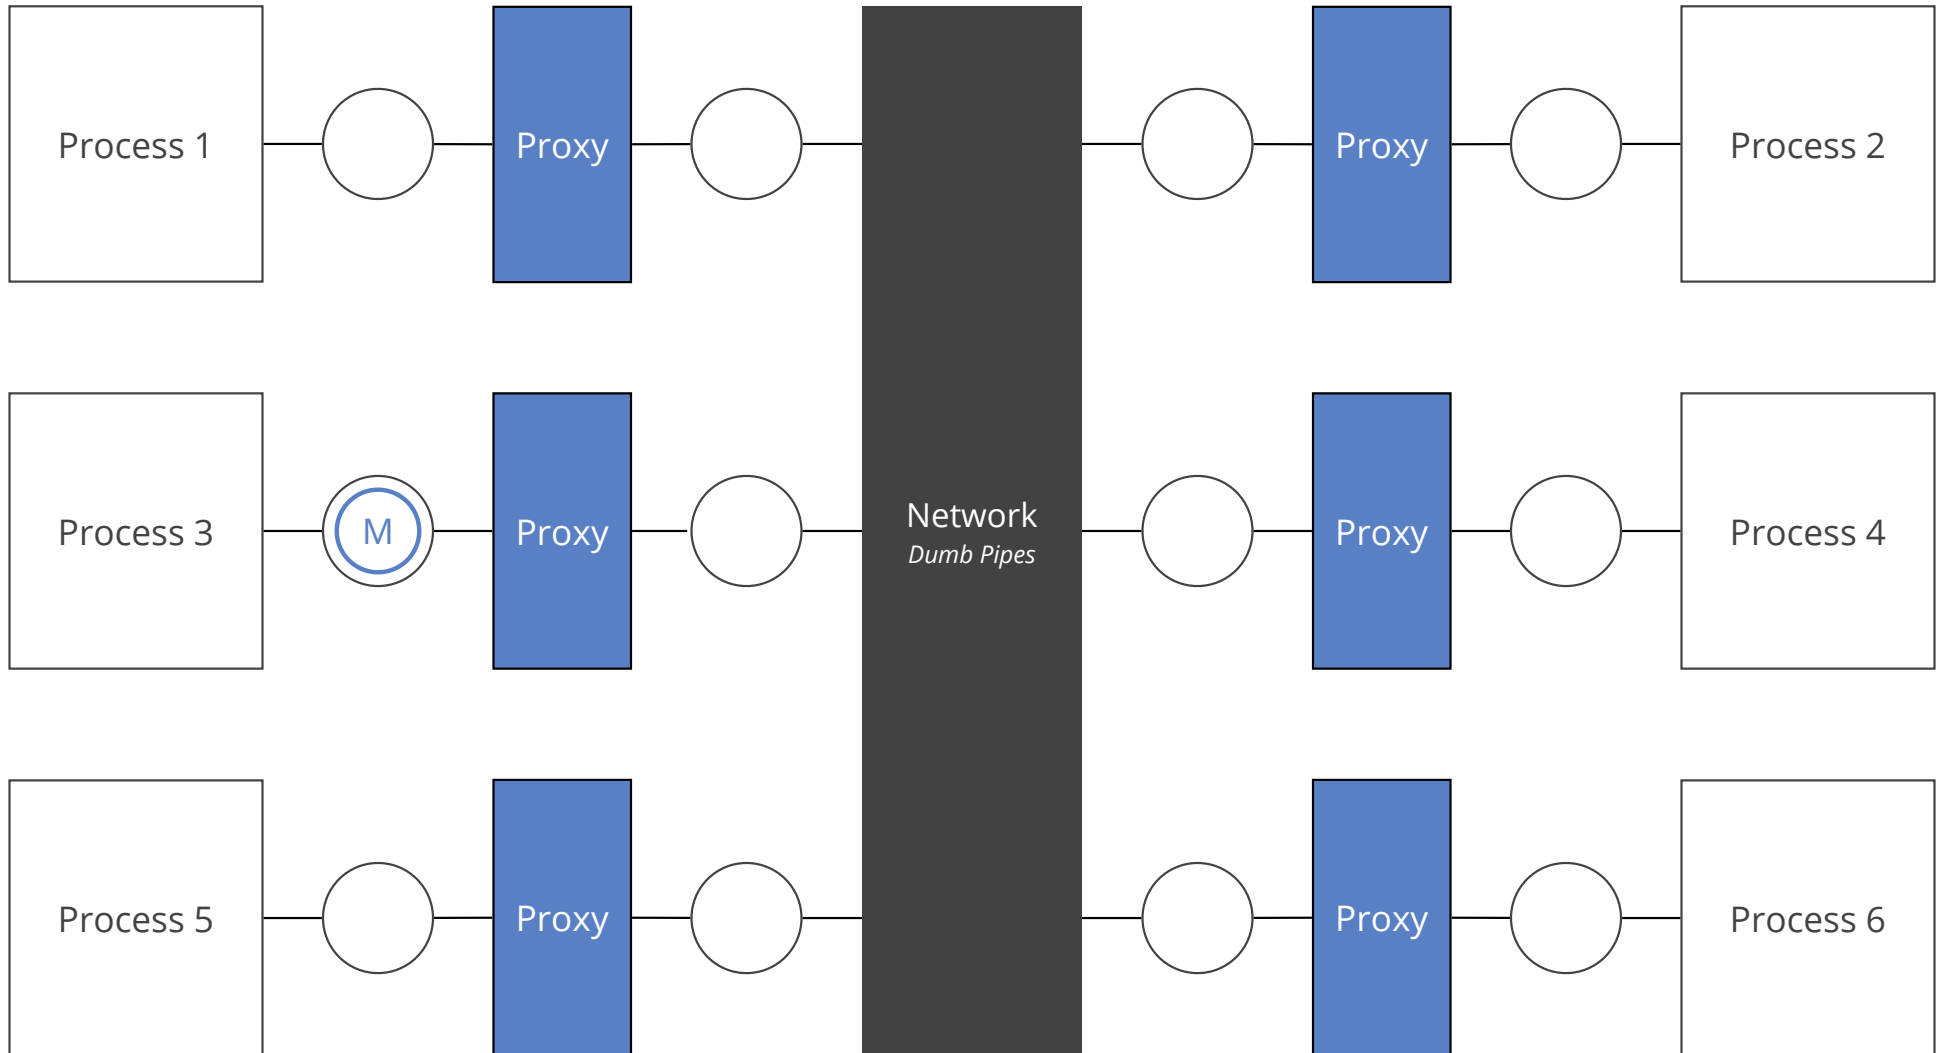 Process 1
Proxy
Proxy
Process 2
Process 3
M
Proxy
Network
Dumb Pipes
Proxy
Process 4
Process 5
Proxy
Proxy
Process 6